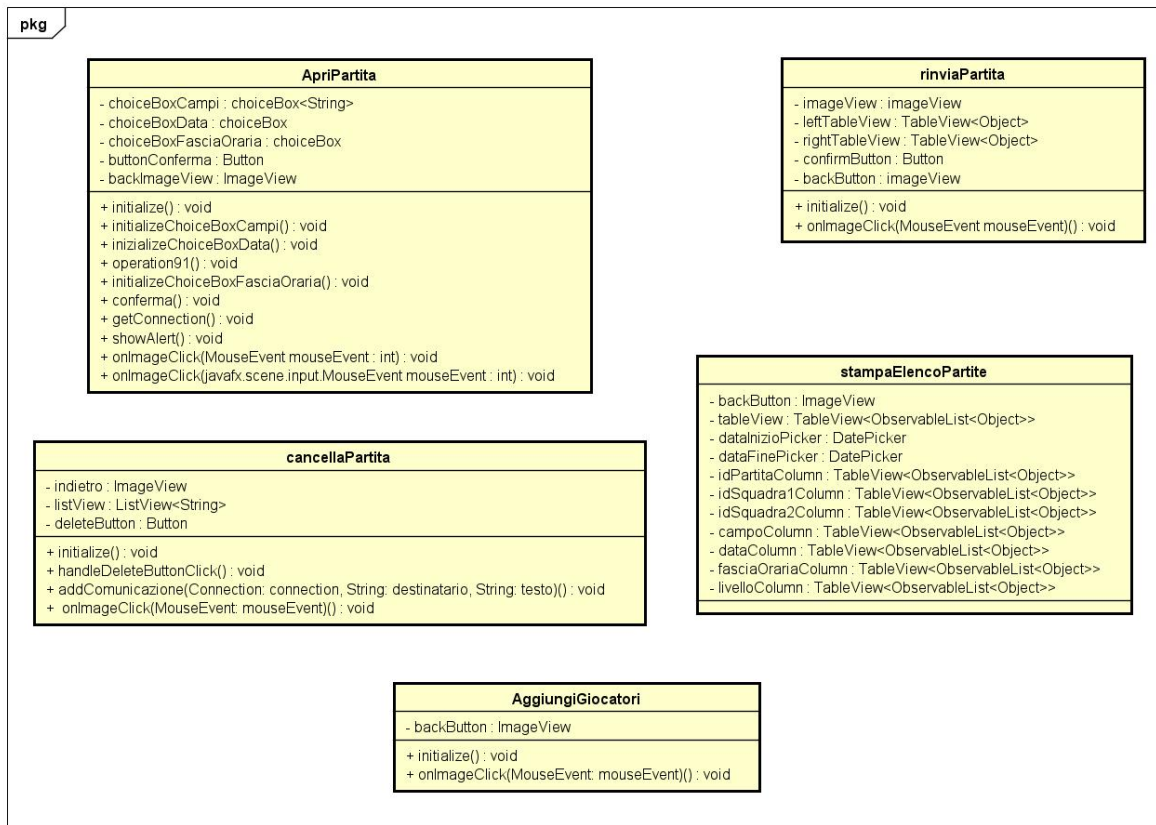 pkg
ApriPartita
- choiceBoxCampi : choiceBox<String>
- choiceBoxData : choiceBox
- choiceBoxFasciaOraria : choiceBox
- buttonConferma : Button
- backImageView : ImageView
+ initialize() : void
+ initializeChoiceBoxCampi() : void
+ inizializeChoiceBoxData() : void
+ operation91() : void
+ initializeChoiceBoxFasciaOraria() : void
+ conferma() : void
+ getConnection() : void
+ showAlert() : void
+ onImageClick(MouseEvent mouseEvent : int) : void
+ onImageClick(javafx.scene.input.MouseEvent mouseEvent : int) : void
rinviaPartita
- imageView : imageView
- leftTableView : TableView<Object>
- rightTableView : TableView<Object>
- confirmButton : Button
- backButton : imageView
+ initialize() : void
+ onImageClick(MouseEvent mouseEvent)() : void
stampaElencoPartite
- backButton : ImageView
- tableView : TableView<ObservableList<Object>>
- dataInizioPicker : DatePicker
- dataFinePicker : DatePicker
- idPartitaColumn : TableView<ObservableList<Object>>
- idSquadra1Column : TableView<ObservableList<Object>>
- idSquadra2Column : TableView<ObservableList<Object>>
- campoColumn : TableView<ObservableList<Object>>
- dataColumn : TableView<ObservableList<Object>>
- fasciaOrariaColumn : TableView<ObservableList<Object>>
- livelloColumn : TableView<ObservableList<Object>>
cancellaPartita
- indietro : ImageView
- listView : ListView<String>
- deleteButton : Button
+ initialize() : void
+ handleDeleteButtonClick() : void
+ addComunicazione(Connection: connection, String: destinatario, String: testo)() : void
+ onImageClick(MouseEvent: mouseEvent)() : void
AggiungiGiocatori
- backButton : ImageView
+ initialize() : void
+ onImageClick(MouseEvent: mouseEvent)() : void